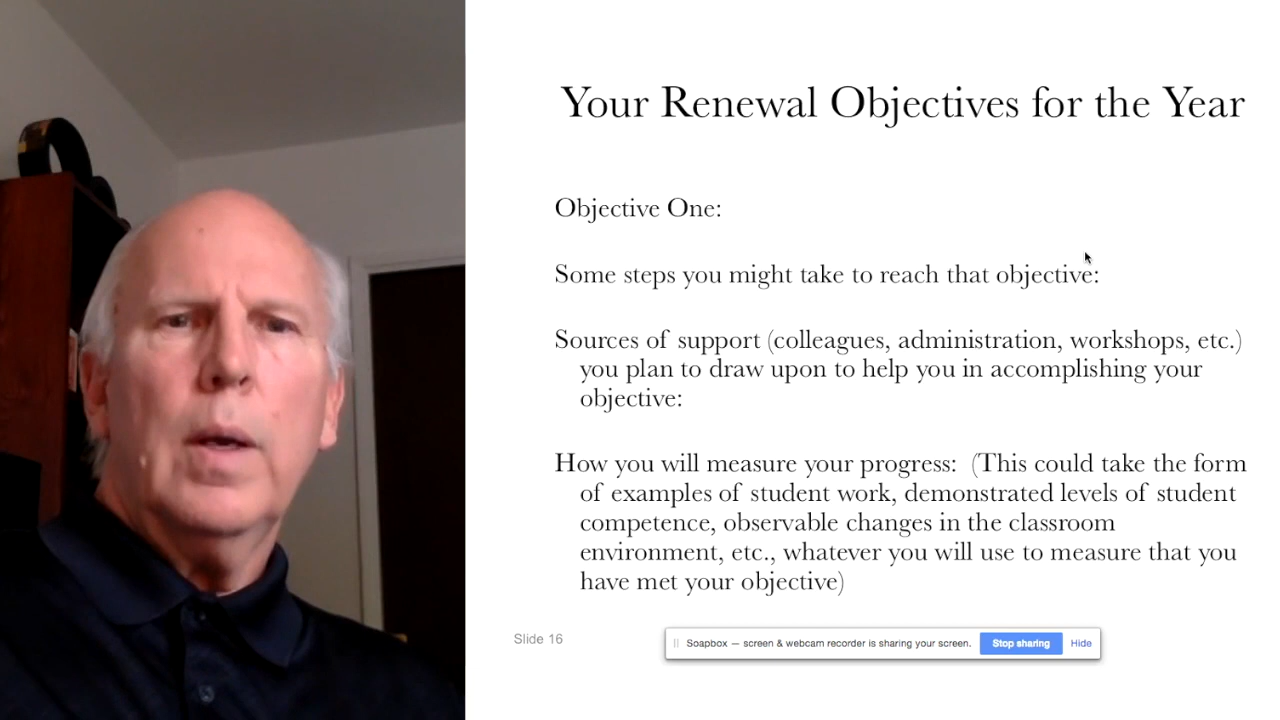 Your Renewal Objectives for the Year
Objective One:
Some steps you might take to reach that objective:
Sources of support (colleagues, administration, workshops, etc.)
you plan to draw upon to help you in accomplishing your
objective:
How you will measure your progress:  (This could take the form
of examples of student work, demonstrated levels of student
competence, observable changes in the classroom
environment, etc., whatever you will use to measure that you
have met your objective)
Slide 16
Soapbox — screen & webcam recorder is sharing your screen. Stop sharing Hide